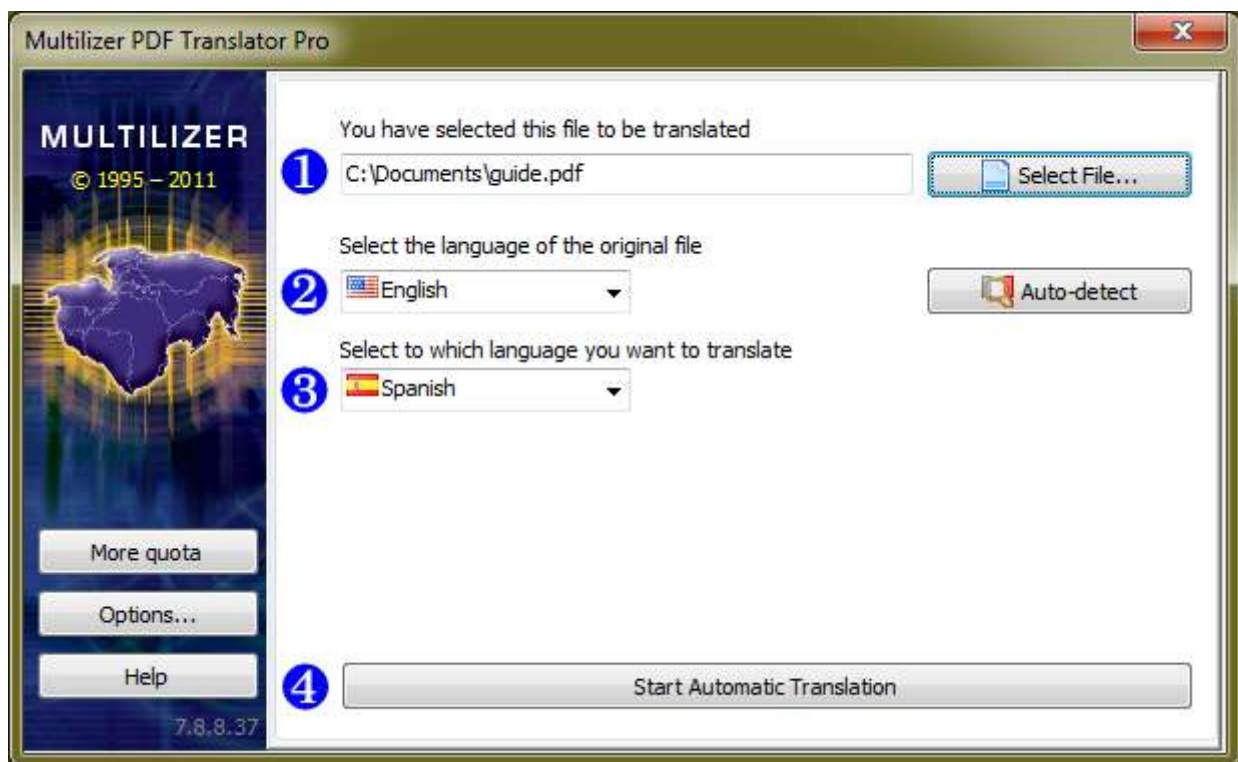 Multilizer PDF Translator Pro
MULTILIZER
© 1995 – 2011
You have selected this file to be translated
1
C:\Documents\guide.pdf
Select File...
Select the language of the original file
2
English
Auto-detect
Select to which language you want to translate
3
Spanish
More quota
Options...
Help
4
Start Automatic Translation
7.8.8.37